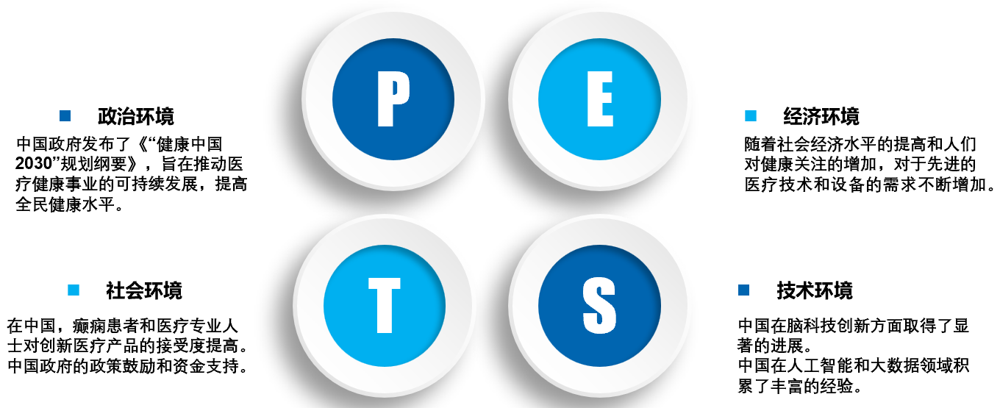 P
E
政治环境
中国政府发布了《“健康中国
2030”规划纲要》，旨在推动医
疗健康事业的可持续发展，提高
全民健康水平。
经济环境
随着社会经济水平的提高和人们
对健康关注的增加，对于先进的
医疗技术和设备的需求不断增加。
T
S
社会环境
在中国，癫痫患者和医疗专业人
士对创新医疗产品的接受度提高。
中国政府的政策鼓励和资金支持。
技术环境
中国在脑科技创新方面取得了显
著的进展。
中国在人工智能和大数据领域积
累了丰富的经验。